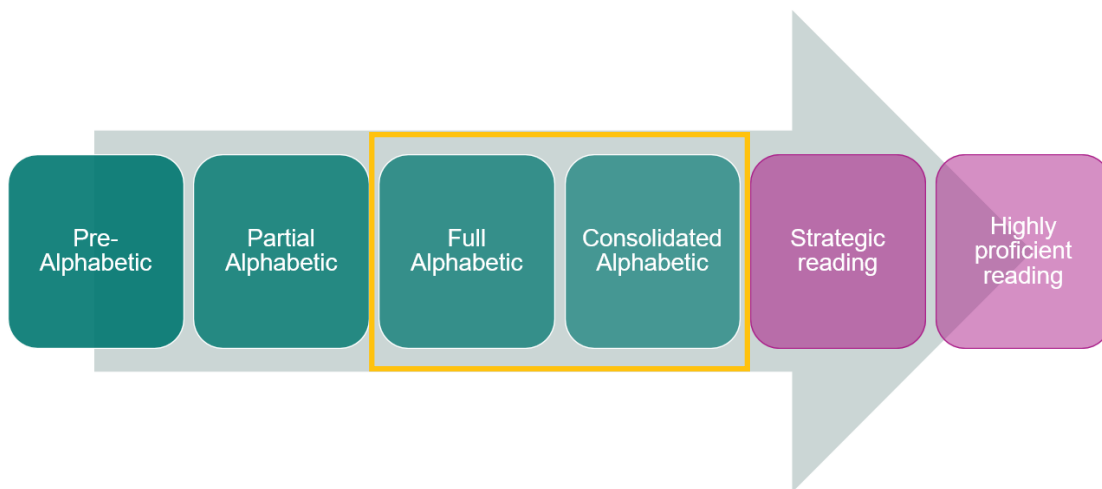 Pre-
Alphabetic
Partial
Alphabetic
Full
Alphabetic
Consolidated
Alphabetic
Strategic
reading
Highly
proficient
reading